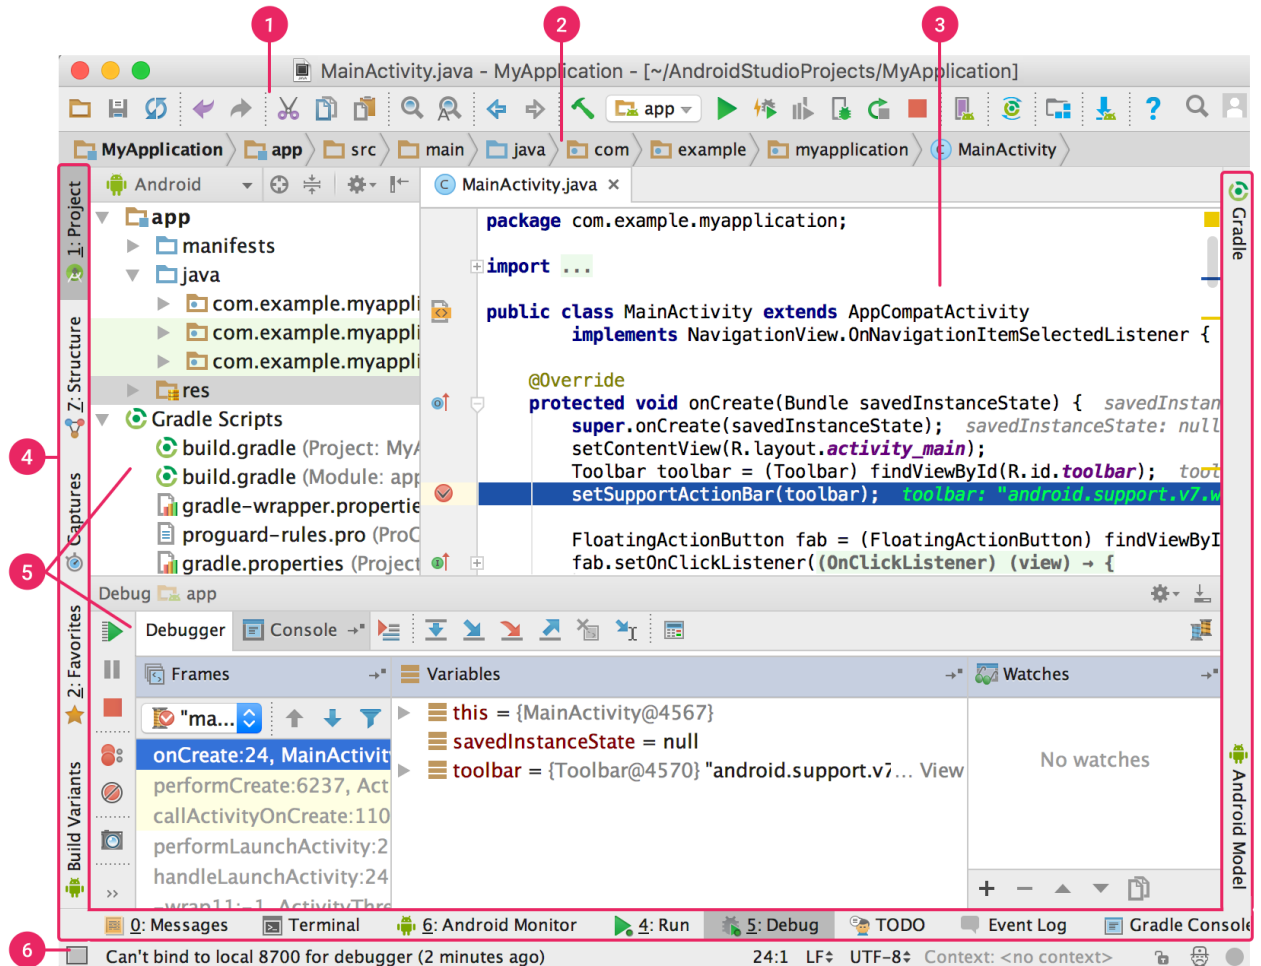 1 2 3
MainActivity.java - MyApplication - [~/AndroidStudioProjects/MyApplication]
app
MyApplication app src main java com example myapplication MainActivity
1: Project
Z: Structure
Captures
2: Favorites
Build Variants
4
5
6
Android
app
manifests
java
com.example.myappli
com.example.myappli
com.example.myappli
res
Gradle Scripts
build.gradle (Project: MyA
build.gradle (Module: app
gradle-wrapper.propertie
proguard-rules.pro (ProC
gradle.properties (Project
MainActivity.java
package com.example.myapplication;
import ...
public class MainActivity extends AppCompatActivity
implements NavigationView.OnNavigationItemSelectedListener {
@Override
protected void onCreate(Bundle savedInstanceState) { savedInstan
super.onCreate(savedInstanceState); savedInstanceState: null
setContentView(R.layout.activity_main);
Toolbar toolbar = (Toolbar) findViewById(R.id.toolbar); tool
setSupportActionBar(toolbar); toolbar: "android.support.v7.w
FloatingActionButton fab = (FloatingActionButton) findViewByI
fab.setOnClickListener((OnClickListener) (view) → {
Gradle
Android Model
Debug app
Debugger Console
Frames
"ma...
onCreate:24, MainActivit
performCreate:6237, Act
callActivityOnCreate:110
performLaunchActivity:2
handleLaunchActivity:24
-wrap11:-1, ActivityThre
Variables
this = {MainActivity@4567}
savedInstanceState = null
toolbar = {Toolbar@4570} "android.support.v7... View
Watches
No watches
0: Messages Terminal 6: Android Monitor 4: Run 5: Debug TODO Event Log Gradle Console
Can't bind to local 8700 for debugger (2 minutes ago) 24:1 LF UTF-8 Context: <no context>